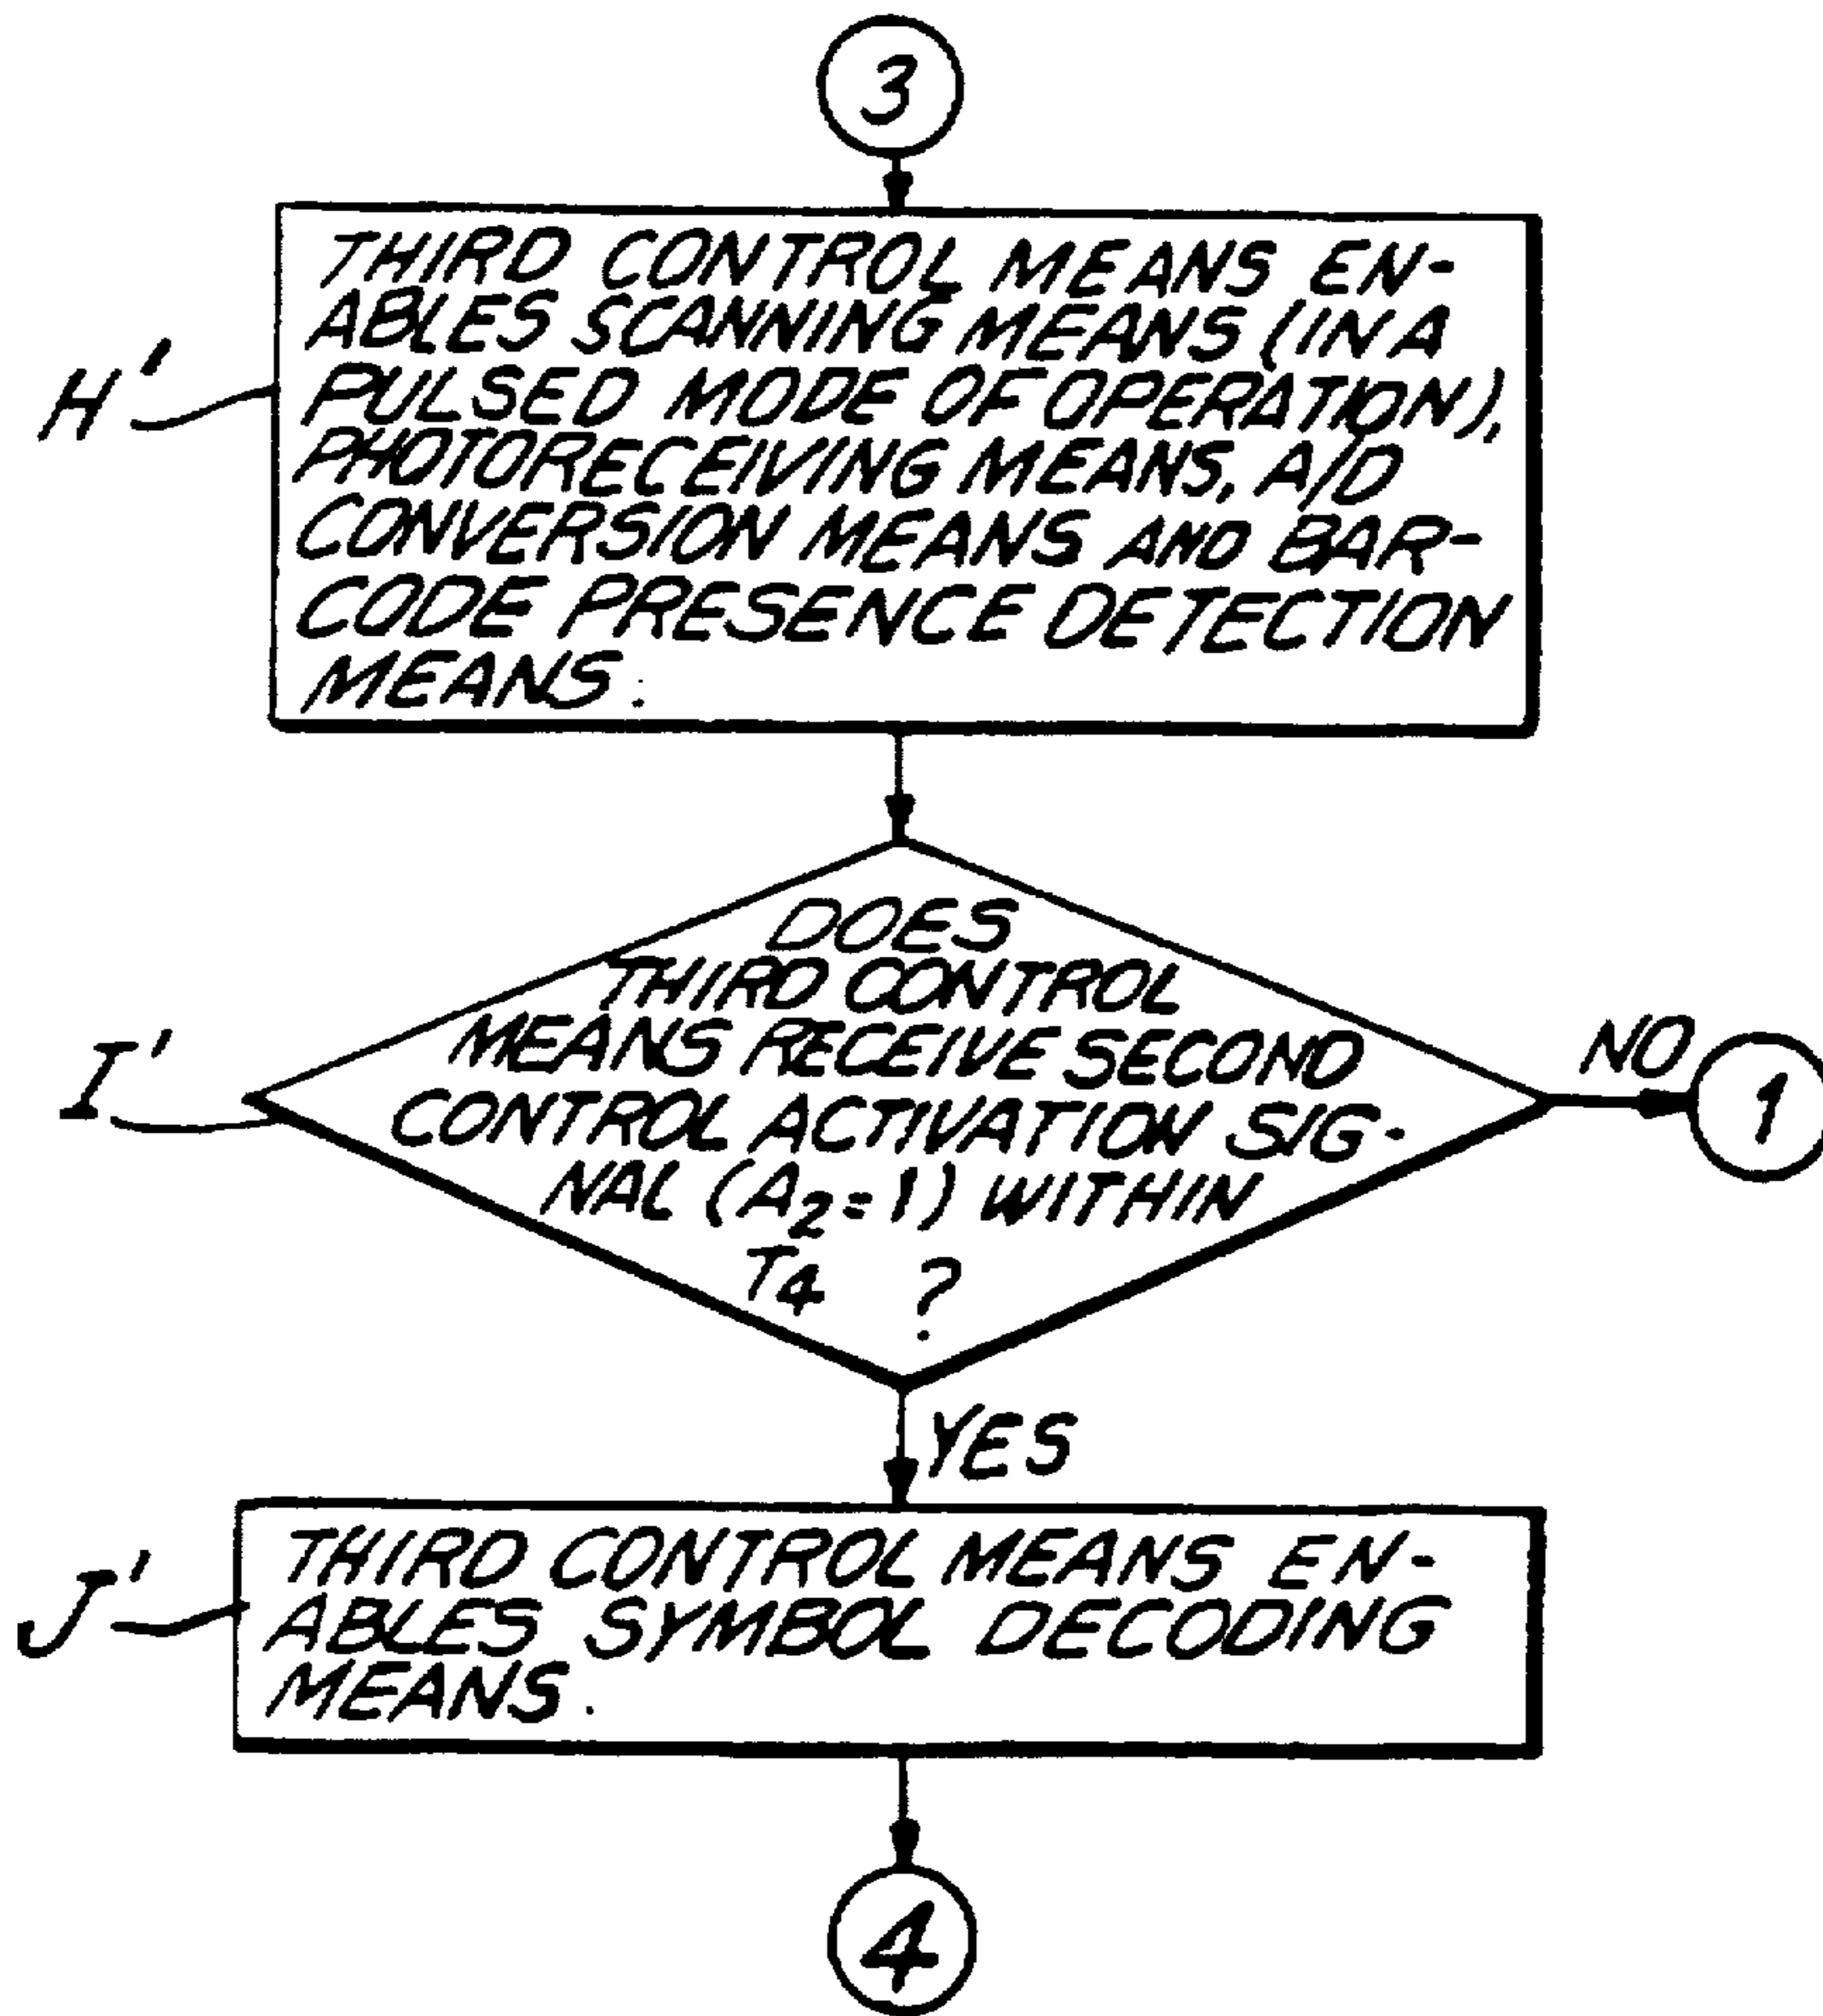 3
THIRD CONTROL MEANS EN-
ABLES SCANNING MEANS (IN A
PULSED MODE OF OPERATION),
PHOTORECEIVING MEANS, A/D
CONVERSION MEANS AND BAR-
CODE PRESENCE DETECTION
MEANS.
H'
DOES
THIRD CONTROL
MEANS RECEIVE SECOND
CONTROL ACTIVATION SIG-
NAL (A2=1) WITHIN
T4 ?
I'
NO
1
YES
THIRD CONTROL MEANS EN-
ABLES SYMBOL DECODING
MEANS.
J'
4